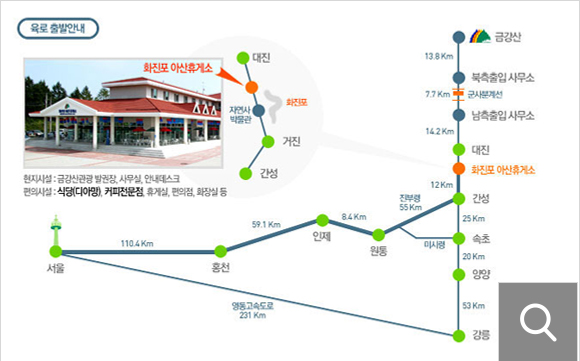 육로 출발안내
화진포 아산휴게소
대진
자연사
박물관
화진포
거진
간성
현지시설 : 금강산관광 발권장, 사무실, 안내데스크
편의시설 : 식당(디아망), 커피전문점, 휴게실, 편의점, 화장실 등
금강산
13.8 Km
북측출입 사무소
7.7 Km
군사분계선
남측출입 사무소
14.2 Km
대진
화진포 아산휴게소
12 Km
진부령
55 Km
간성
25 Km
미시령
속초
20 Km
양양
53 Km
강릉
서울
110.4 Km
홍천
59.1 Km
인제
8.4 Km
원통
영동고속도로
231 Km